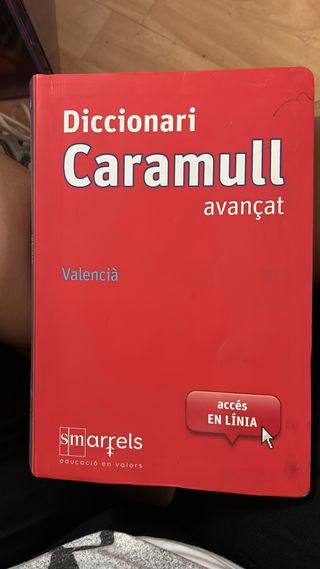 Diccionari
Caramull
avançat
Valencià
accés
EN LÍNIA
sm arrels
educació en valors